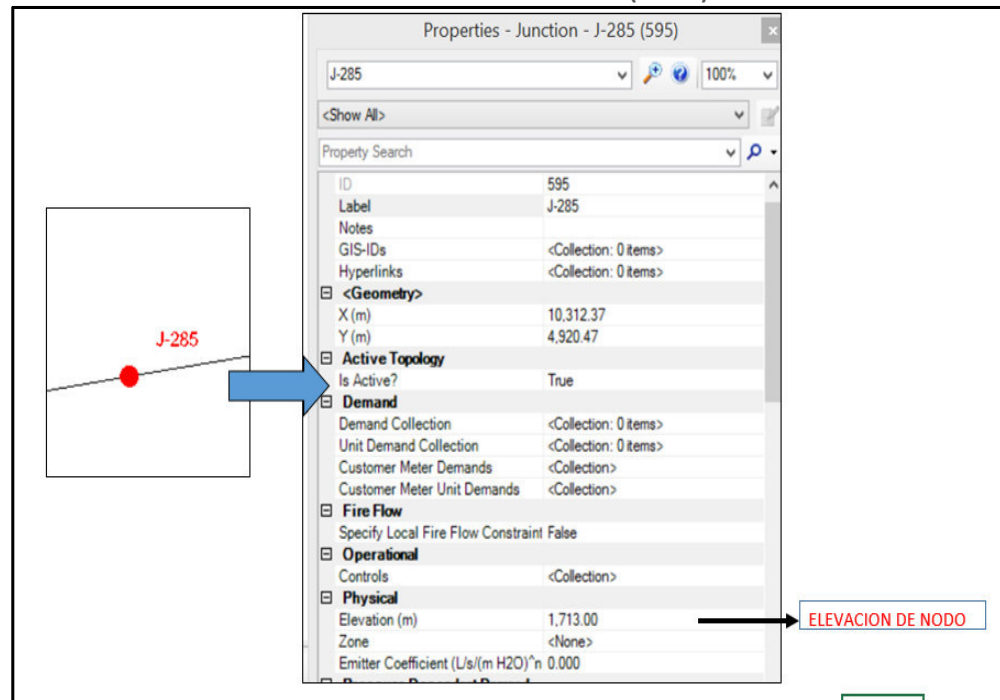 Properties - Junction - J-285 (595)
J-285
100%
<Show All>
Property Search
ID 595
Label J-285
Notes
GIS-IDs <Collection: 0 items>
Hyperlinks <Collection: 0 items>
<Geometry>
X (m) 10,312.37
Y (m) 4,920.47
J-285
Active Topology
Is Active? True
Demand
Demand Collection <Collection: 0 items>
Unit Demand Collection <Collection: 0 items>
Customer Meter Demands <Collection>
Customer Meter Unit Demands <Collection>
Fire Flow
Specify Local Fire Flow Constraint False
Operational
Controls <Collection>
Physical
Elevation (m) 1,713.00 ELEVACION DE NODO
Zone <None>
Emitter Coefficient (L/s/(m H2O)^n 0.000